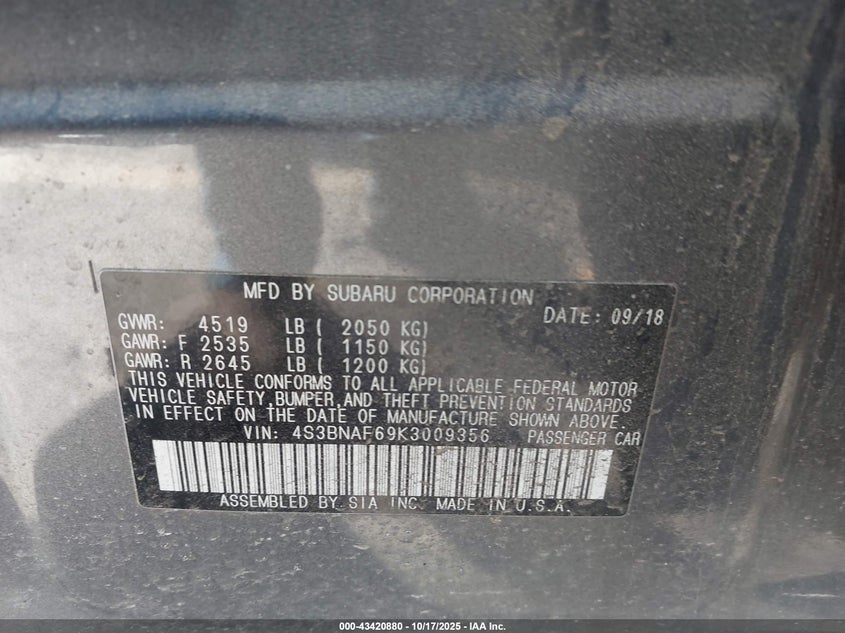 MFD BY SUBARU CORPORATION
DATE: 09/18
GVWR: 4519 LB ( 2050 KG)
GAWR: F 2535 LB ( 1150 KG)
GAWR: R 2645 LB ( 1200 KG)
THIS VEHICLE CONFORMS TO ALL APPLICABLE FEDERAL MOTOR
VEHICLE SAFETY,BUMPER,AND THEFT PREVENTION STANDARDS
IN EFFECT ON THE DATE OF MANUFACTURE SHOWN ABOVE.
VIN: 4S3BNAF69K3009356 PASSENGER CAR
ASSEMBLED BY SIA INC. MADE IN U.S.A.
000-43420880 - 10/17/2025 - IAA Inc.